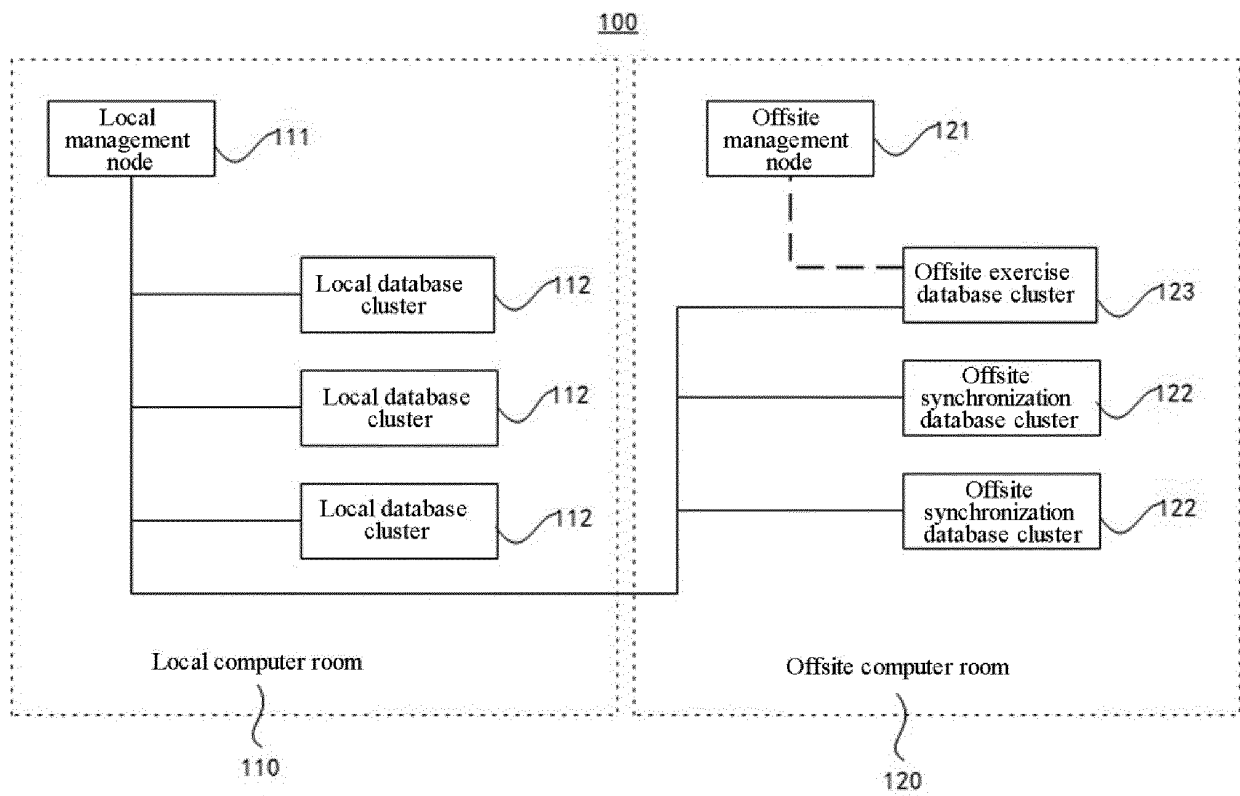 100
Local
management
node
111
Local database
cluster
112
Local database
cluster
112
Local database
cluster
112
Local computer room
110
Offsite
management
node
121
Offsite exercise
database cluster
123
Offsite
synchronization
database cluster
122
Offsite
synchronization
database cluster
122
Offsite computer room
120